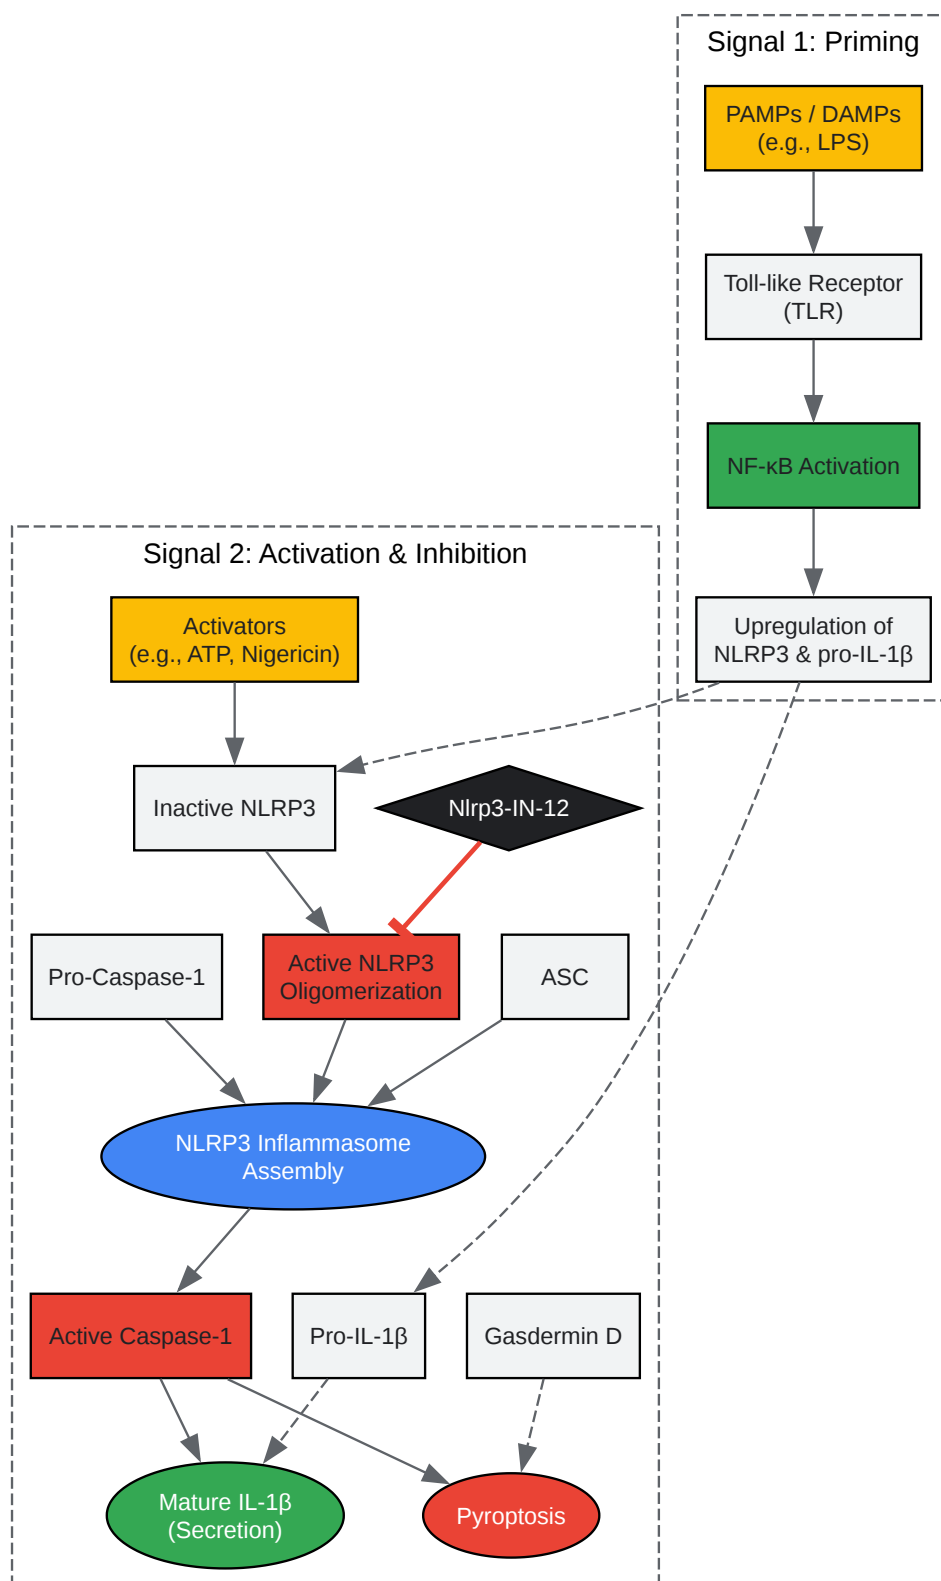 Signal 1: Priming
PAMPs / DAMPs
(e.g., LPS)
Toll-like Receptor
(TLR)
NF-κB Activation
Upregulation of
NLRP3 & pro-IL-1β
Signal 2: Activation & Inhibition
Activators
(e.g., ATP, Nigericin)
Inactive NLRP3
Nlrp3-IN-12
Pro-Caspase-1
Active NLRP3
Oligomerization
ASC
NLRP3 Inflammasome
Assembly
Active Caspase-1
Pro-IL-1β
Gasdermin D
Mature IL-1β
(Secretion)
Pyroptosis